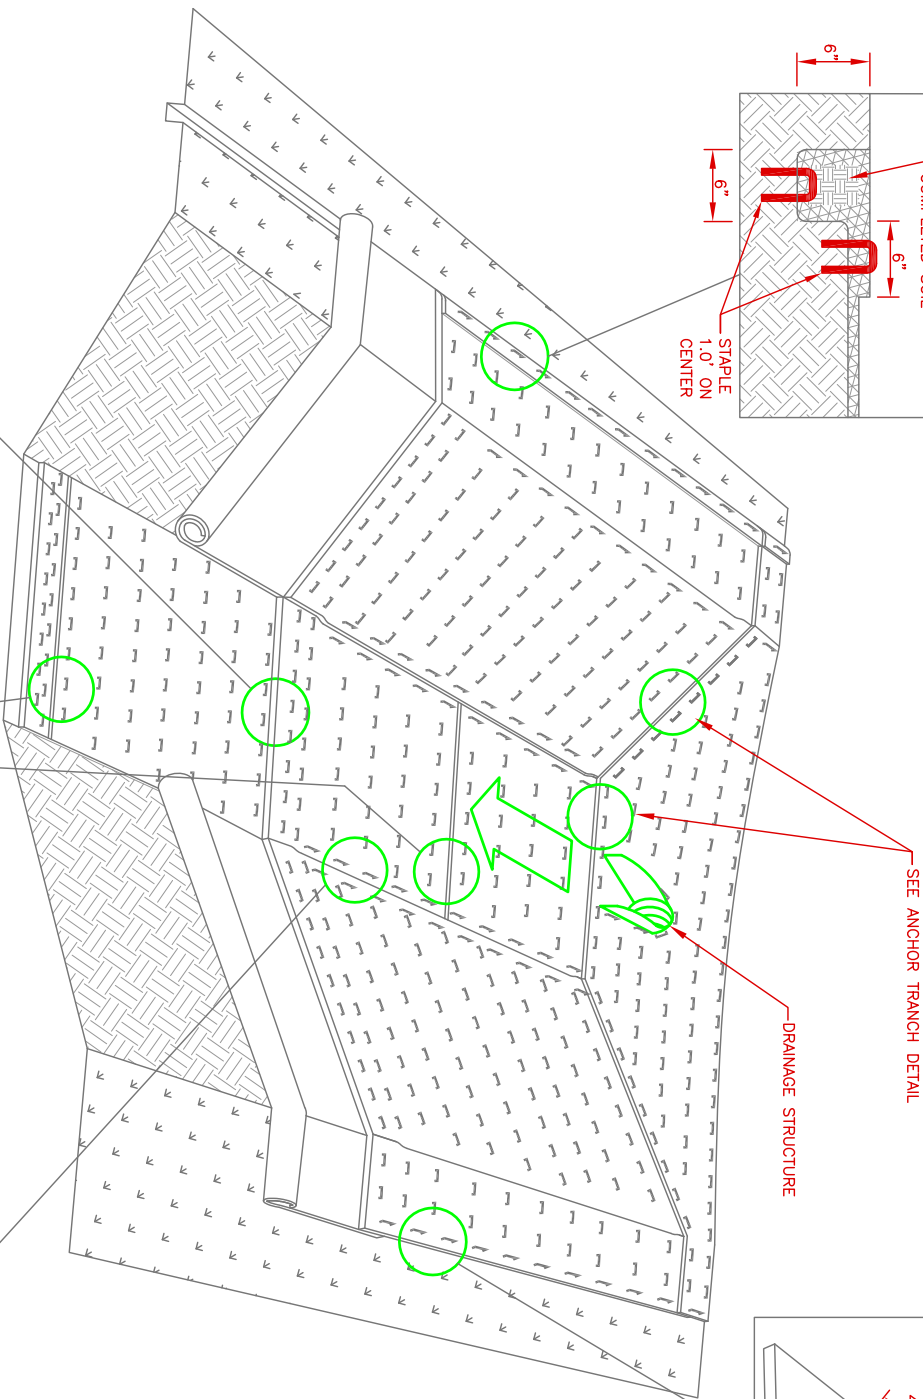 6"
6"
6"
STAPLE
1.0' ON
CENTER
SEE ANCHOR TRANCH DETAIL
DRAINAGE STRUCTURE